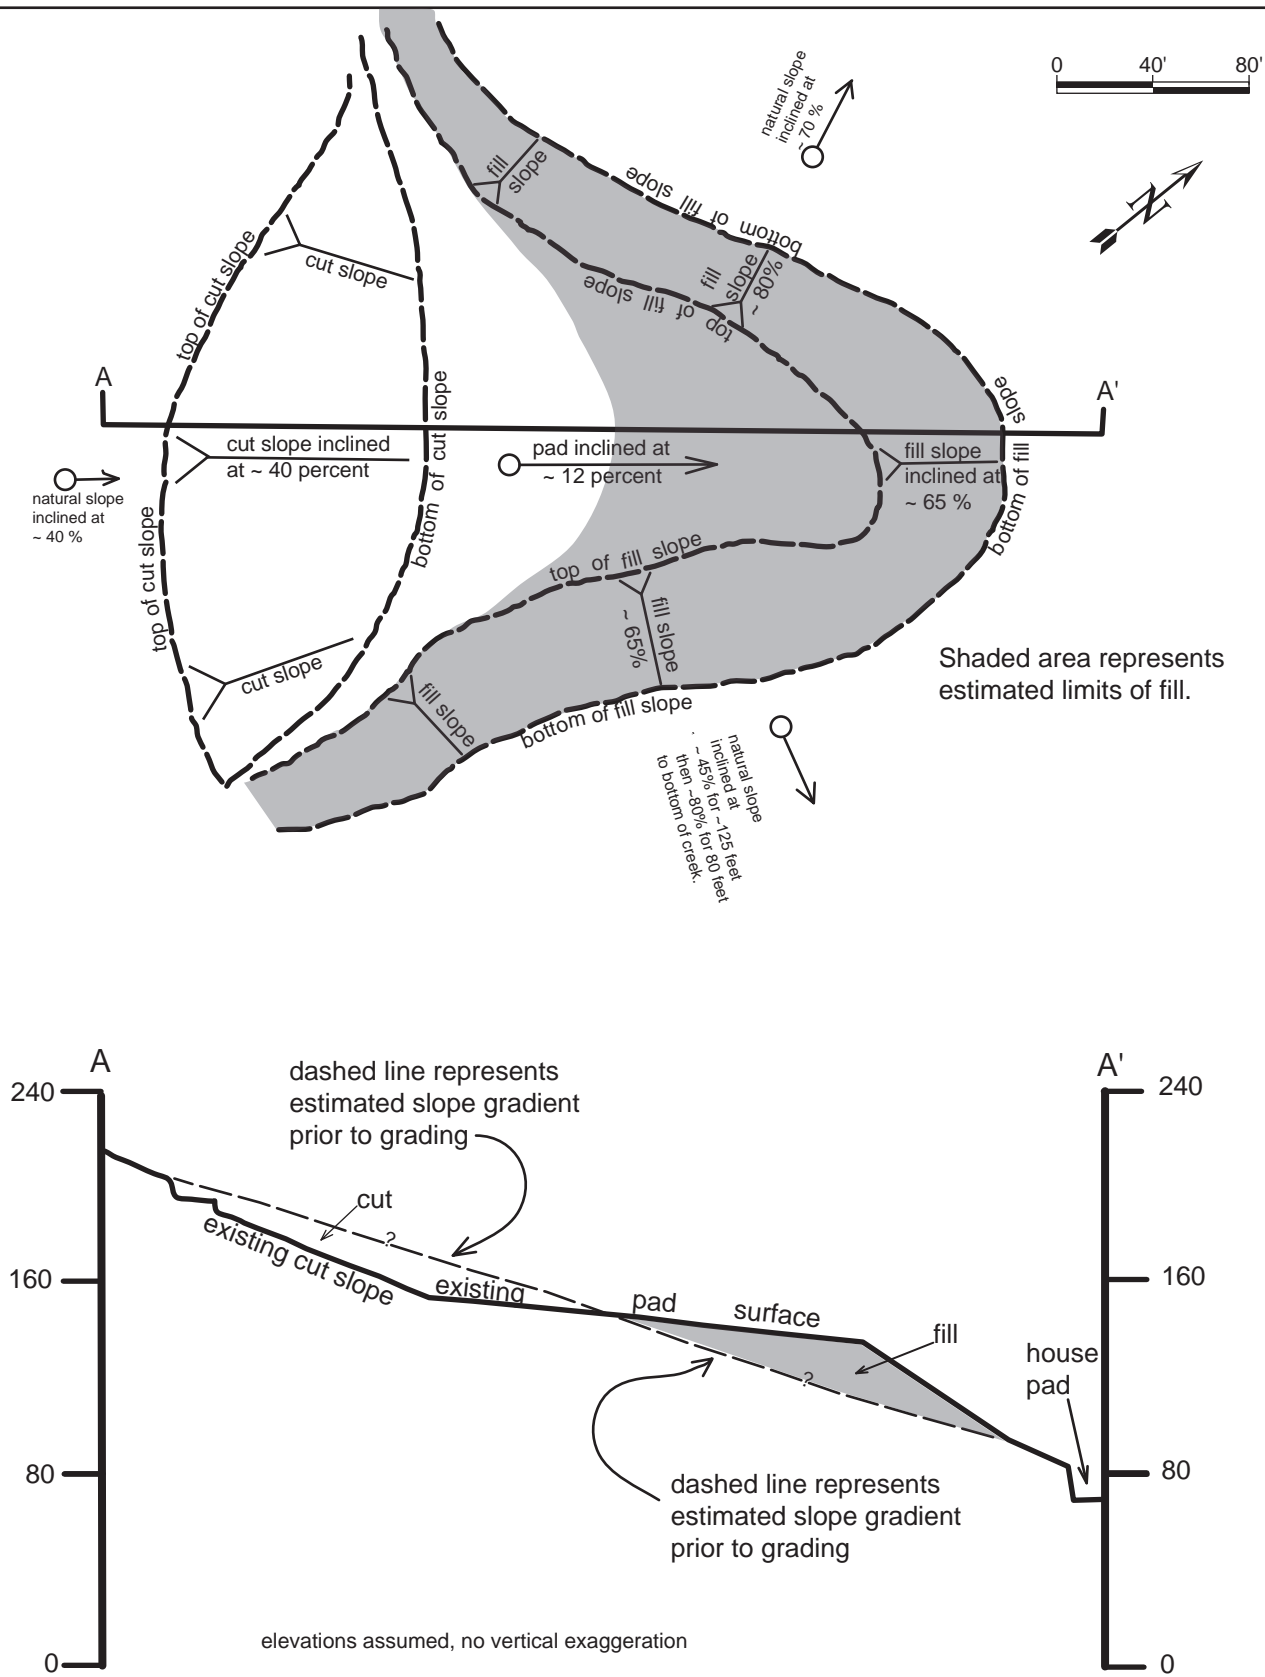 0 40' 80'
natural slope
inclined at
~ 70 %
N
fill
slope
bottom of fill slope
fill
slope
~ 80%
top of fill slope
top of cut slope
cut slope
A
A'
bottom of cut slope
cut slope inclined
at ~ 40 percent
pad inclined at
~ 12 percent
fill slope
inclined at
~ 65 %
bottom of fill slope
natural slope
inclined at
~ 40 %
top of cut slope
top of fill slope
fill slope
~ 65%
cut slope
fill slope
bottom of fill slope
Shaded area represents
estimated limits of fill.
natural slope
inclined at
~ 45% for ~125 feet
then ~80% for 80 feet
to bottom of creek.
A
A'
240
240
dashed line represents
estimated slope gradient
prior to grading
cut
?
existing cut slope
160
160
existing pad surface
fill
?
house
pad
80
80
dashed line represents
estimated slope gradient
prior to grading
elevations assumed, no vertical exaggeration
0
0